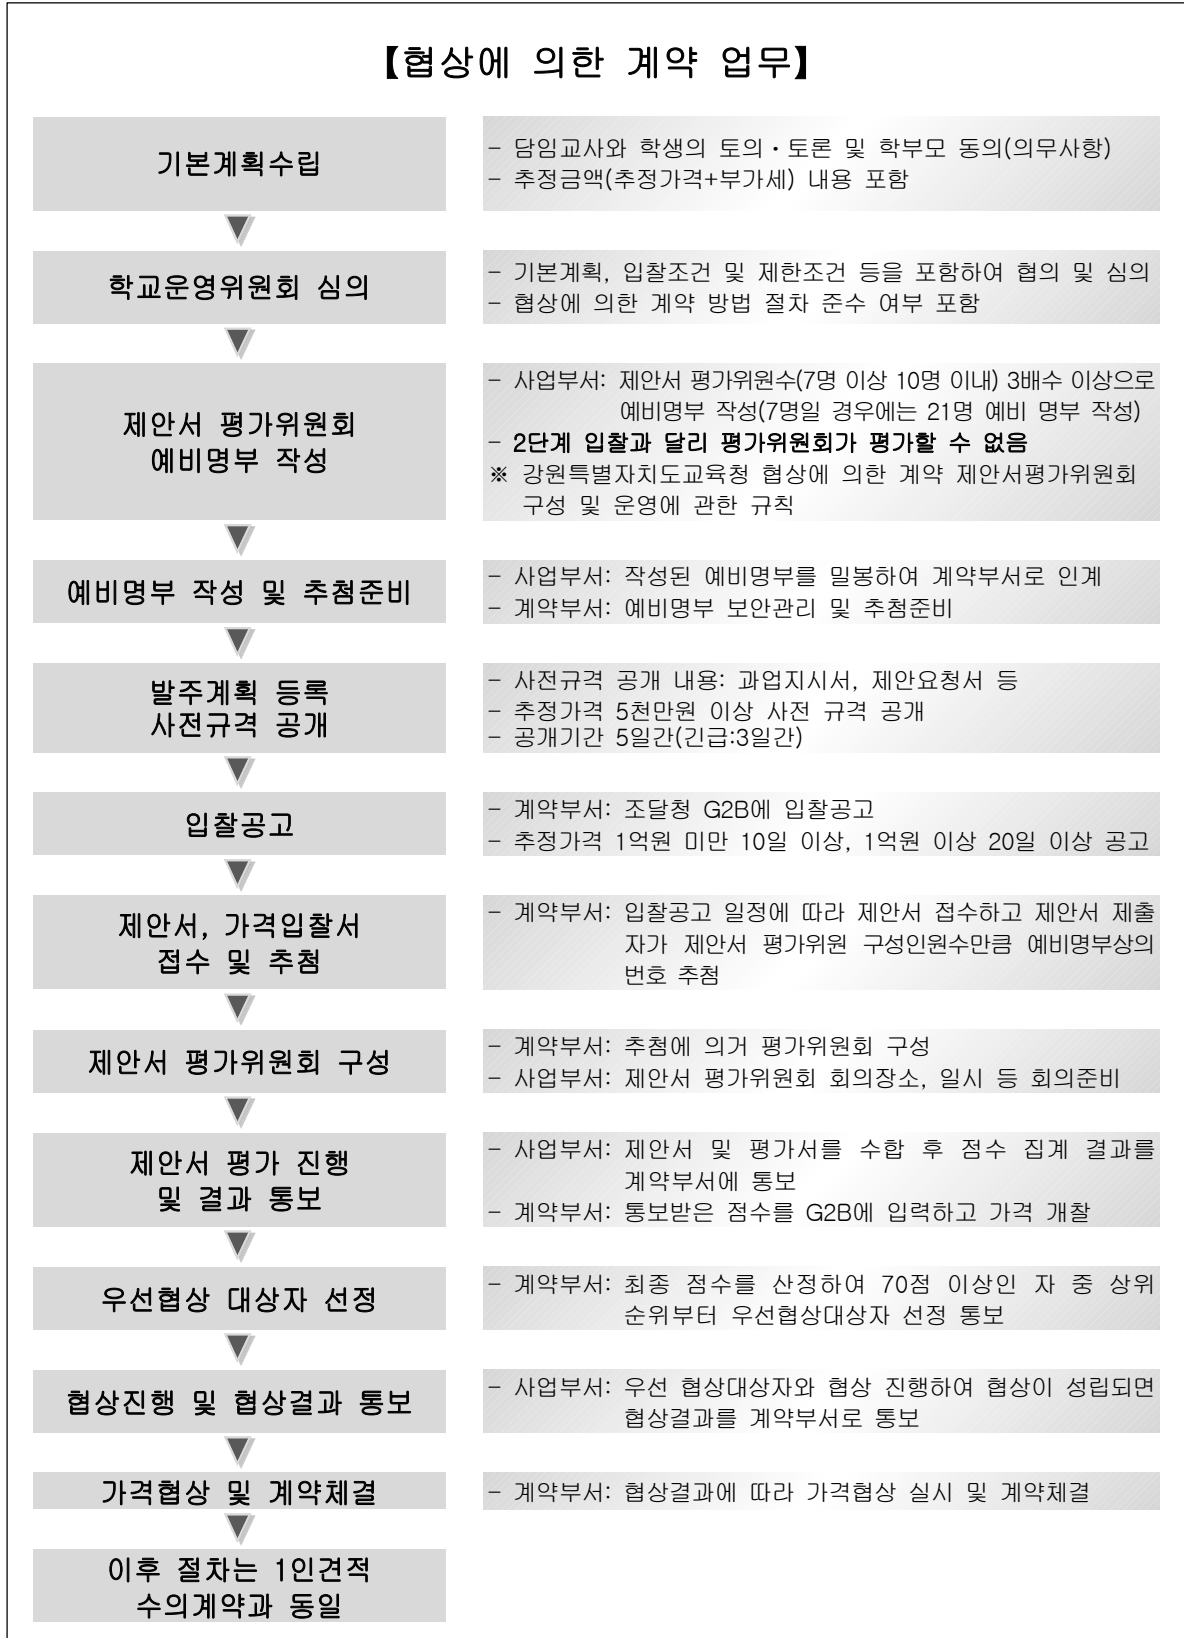 【협상에 의한 계약 업무】
기본계획수립
- 담임교사와 학생의 토의・토론 및 학부모 동의(의무사항)
- 추정금액(추정가격+부가세) 내용 포함
학교운영위원회 심의
- 기본계획, 입찰조건 및 제한조건 등을 포함하여 협의 및 심의
- 협상에 의한 계약 방법 절차 준수 여부 포함
제안서 평가위원회
예비명부 작성
- 사업부서: 제안서 평가위원수(7명 이상 10명 이내) 3배수 이상으로
예비명부 작성(7명일 경우에는 21명 예비 명부 작성)
- 2단계 입찰과 달리 평가위원회가 평가할 수 없음
※ 강원특별자치도교육청 협상에 의한 계약 제안서평가위원회
구성 및 운영에 관한 규칙
예비명부 작성 및 추첨준비
- 사업부서: 작성된 예비명부를 밀봉하여 계약부서로 인계
- 계약부서: 예비명부 보안관리 및 추첨준비
발주계획 등록
사전규격 공개
- 사전규격 공개 내용: 과업지시서, 제안요청서 등
- 추정가격 5천만원 이상 사전 규격 공개
- 공개기간 5일간(긴급:3일간)
입찰공고
- 계약부서: 조달청 G2B에 입찰공고
- 추정가격 1억원 미만 10일 이상, 1억원 이상 20일 이상 공고
제안서, 가격입찰서
접수 및 추첨
- 계약부서: 입찰공고 일정에 따라 제안서 접수하고 제안서 제출
자가 제안서 평가위원 구성인원수만큼 예비명부상의
번호 추첨
제안서 평가위원회 구성
- 계약부서: 추첨에 의거 평가위원회 구성
- 사업부서: 제안서 평가위원회 회의장소, 일시 등 회의준비
제안서 평가 진행
및 결과 통보
- 사업부서: 제안서 및 평가서를 수합 후 점수 집계 결과를
계약부서에 통보
- 계약부서: 통보받은 점수를 G2B에 입력하고 가격 개찰
우선협상 대상자 선정
- 계약부서: 최종 점수를 산정하여 70점 이상인 자 중 상위
순위부터 우선협상대상자 선정 통보
협상진행 및 협상결과 통보
- 사업부서: 우선 협상대상자와 협상 진행하여 협상이 성립되면
협상결과를 계약부서로 통보
가격협상 및 계약체결
- 계약부서: 협상결과에 따라 가격협상 실시 및 계약체결
이후 절차는 1인견적
수의계약과 동일